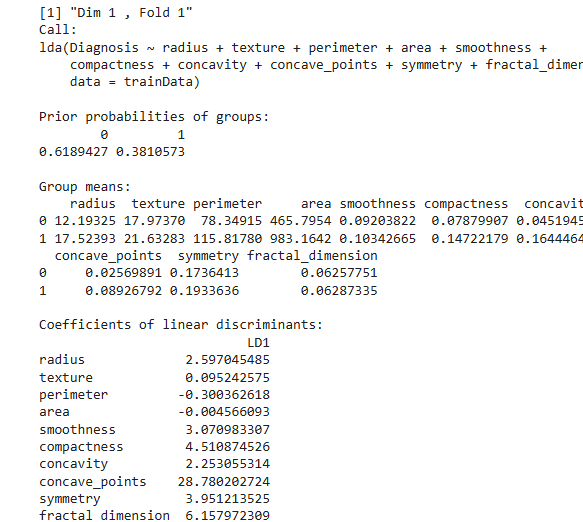 [1] "Dim 1 , Fold 1"
Call:
lda(Diagnosis ~ radius + texture + perimeter + area + smoothness +
    compactness + concavity + concave_points + symmetry + fractal_dimer
    data = trainData)

Prior probabilities of groups:
        0         1
0.6189427 0.3810573

Group means:
    radius  texture perimeter     area smoothness compactness  concavit
0 12.19325 17.97370  78.34915 465.7954 0.09203822  0.07879907 0.0451945
1 17.52393 21.63283 115.81780 983.1642 0.10342665  0.14722179 0.1644464
  concave_points  symmetry fractal_dimension
0     0.02569891 0.1736413        0.06257751
1     0.08926792 0.1933636        0.06287335

Coefficients of linear discriminants:
                           LD1
radius             2.597045485
texture            0.095242575
perimeter         -0.300362618
area              -0.004566093
smoothness         3.070983307
compactness        4.510874526
concavity          2.253055314
concave_points    28.780202724
symmetry           3.951213525
fractal dimension  6.157972309